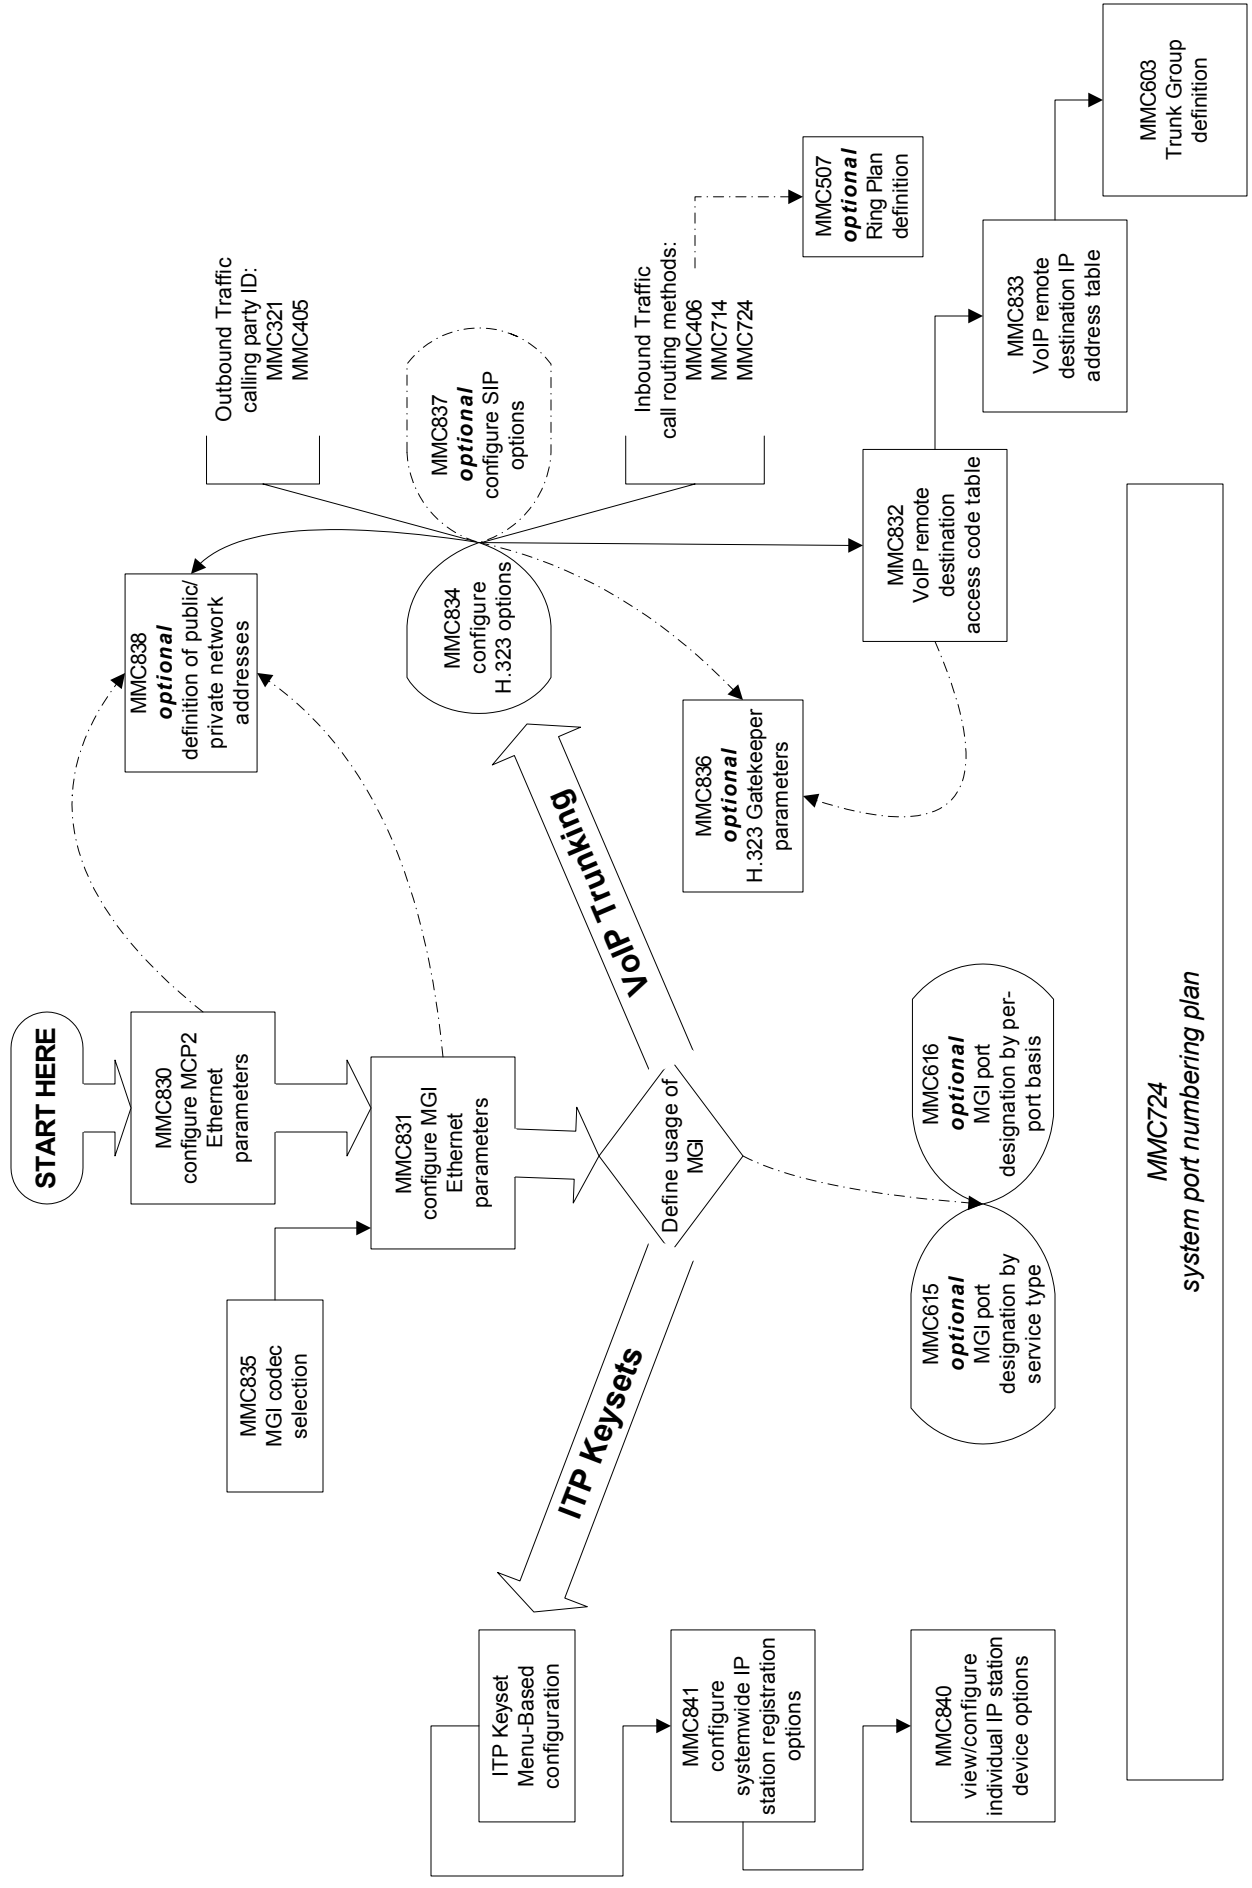 START HERE
MMC830
configure MCP2
Ethernet
parameters
MMC835
MGI codec
selection
MMC831
configure MGI
Ethernet
parameters
MMC838
optional
definition of public/
private network
addresses
Outbound Traffic
calling party ID:
MMC321
MMC405
Define usage of
MGI
ITP Keysets
VoIP Trunking
MMC834
configure
H.323 options
MMC837
optional
configure SIP
options
ITP Keyset
Menu-Based
configuration
MMC841
configure
systemwide IP
station registration
options
MMC840
view/configure
individual IP station
device options
MMC615
optional
MGI port
designation by
service type
MMC616
optional
MGI port
designation by per-
port basis
MMC836
optional
H.323 Gatekeeper
parameters
Inbound Traffic
call routing methods:
MMC406
MMC714
MMC724
MMC507
optional
Ring Plan
definition
MMC832
VoIP remote
destination
access code table
MMC833
VoIP remote
destination IP
address table
MMC603
Trunk Group
definition
MMC724
system port numbering plan